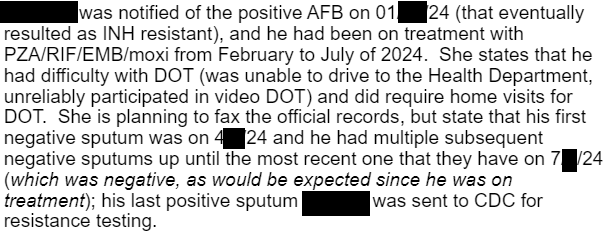 was notified of the positive AFB on 01/ /24 (that eventually
resulted as INH resistant), and he had been on treatment with
PZA/RIF/EMB/moxi from February to July of 2024. She states that he
had difficulty with DOT (was unable to drive to the Health Department,
unreliably participated in video DOT) and did require home visits for
DOT. She is planning to fax the official records, but state that his first
negative sputum was on 4 24 and he had multiple subsequent
negative sputums up until the most recent one that they have on 7/ /24
(which was negative, as would be expected since he was on
treatment); his last positive sputum was sent to CDC for
resistance testing.